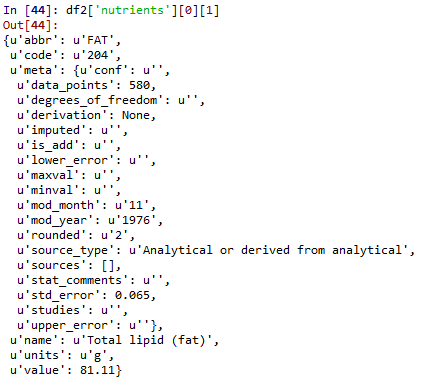 In [44]: df2['nutrients'][0][1]
Out[44]:
{u'abbr': u'FAT',
u'code': u'204',
u'meta': {u'conf': u'',
u'data_points': 580,
u'degrees_of_freedom': u'',
u'derivation': None,
u'imputed': u'',
u'is_add': u'',
u'lower_error': u'',
u'maxval': u'',
u'minval': u'',
u'mod_month': u'11',
u'mod_year': u'1976',
u'rounded': u'2',
u'source_type': u'Analytical or derived from analytical',
u'sources': [],
u'stat_comments': u'',
u'std_error': 0.065,
u'studies': u'',
u'upper_error': u''},
u'name': u'Total lipid (fat)',
u'units': u'g',
u'value': 81.11}